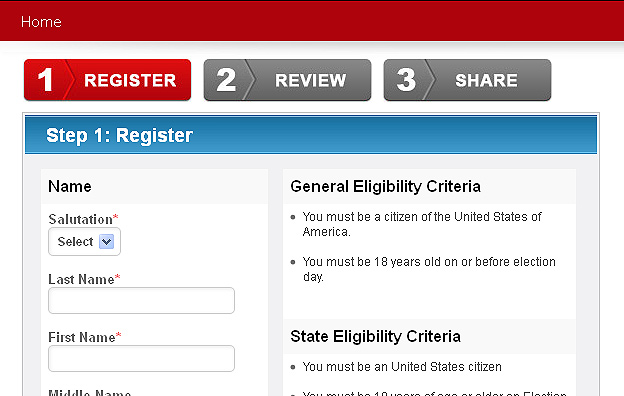 Home
1 REGISTER 2 REVIEW 3 SHARE
Step 1: Register
Name
Salutation*
Select
Last Name*
First Name*
Middle Name
General Eligibility Criteria
You must be a citizen of the United States of
America.
You must be 18 years old on or before election
day.
State Eligibility Criteria
You must be an United States citizen
You must be 18 years of age or older on Election